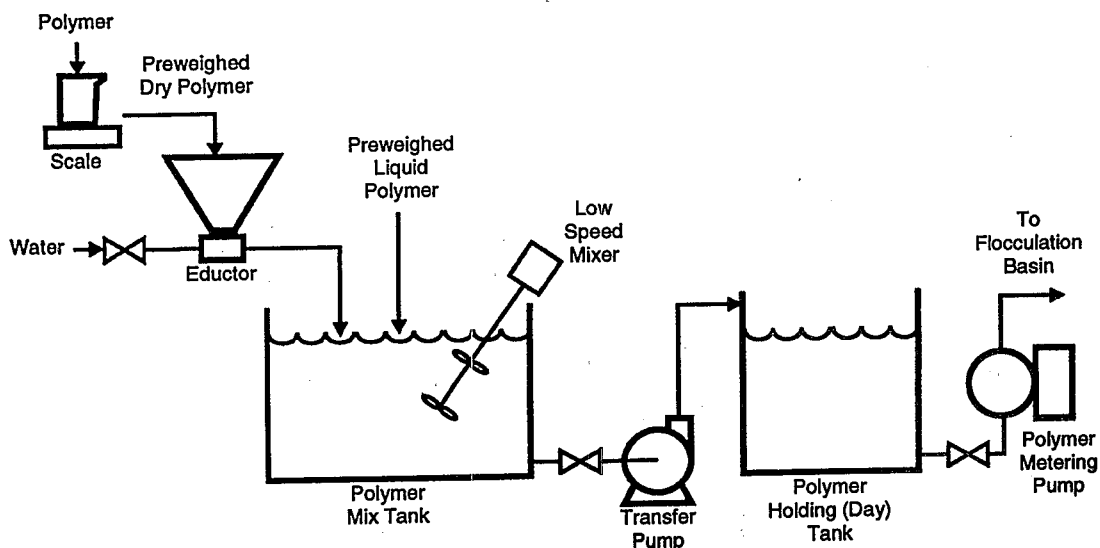 Polymer
Preweighed
Dry Polymer
Scale
Preweighed
Liquid
Polymer
Low
Speed
Mixer
Water
Eductor
To
Flocculation
Basin
Polymer
Mix Tank
Transfer
Pump
Polymer
Holding (Day)
Tank
Polymer
Metering
Pump